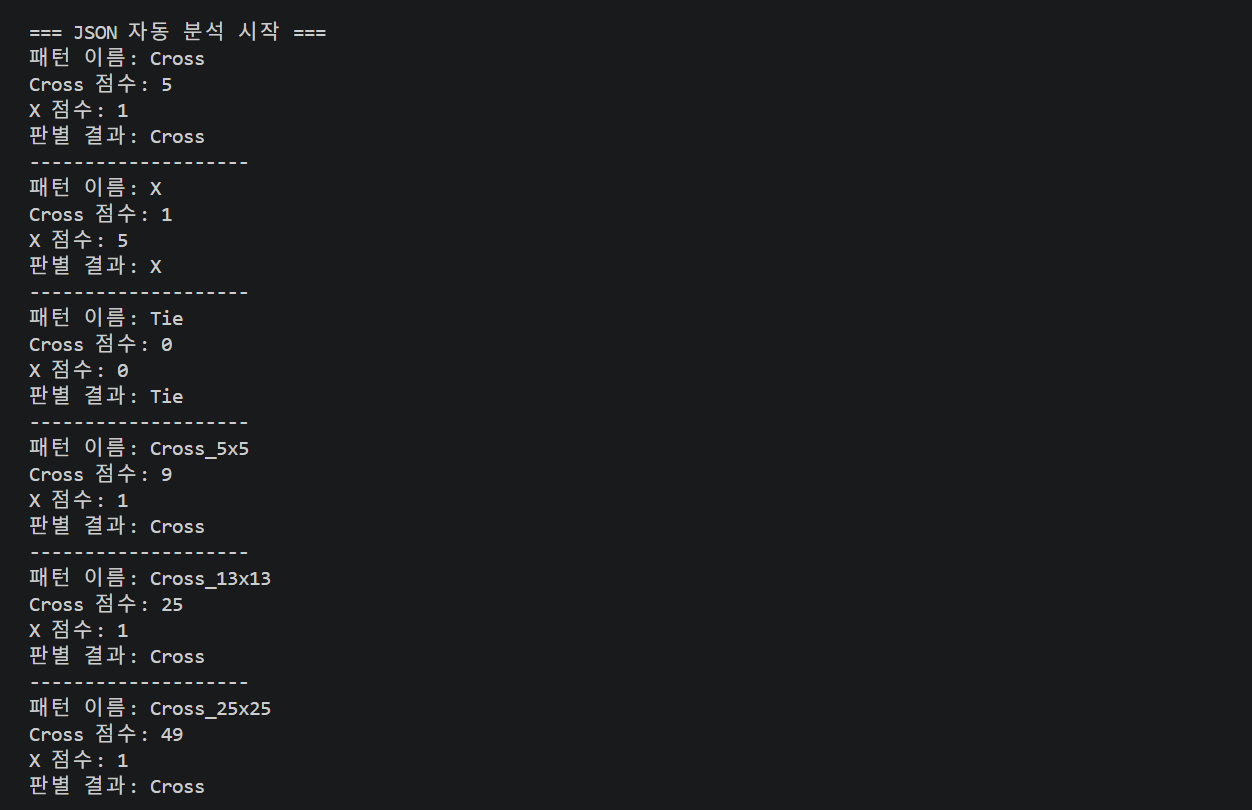 === JSON 자동 분석 시작 ===
패턴 이름: Cross
Cross 점수: 5
X 점수: 1
판별 결과: Cross
--------------------
패턴 이름: X
Cross 점수: 1
X 점수: 5
판별 결과: X
--------------------
패턴 이름: Tie
Cross 점수: 0
X 점수: 0
판별 결과: Tie
--------------------
패턴 이름: Cross_5x5
Cross 점수: 9
X 점수: 1
판별 결과: Cross
--------------------
패턴 이름: Cross_13x13
Cross 점수: 25
X 점수: 1
판별 결과: Cross
--------------------
패턴 이름: Cross_25x25
Cross 점수: 49
X 점수: 1
판별 결과: Cross